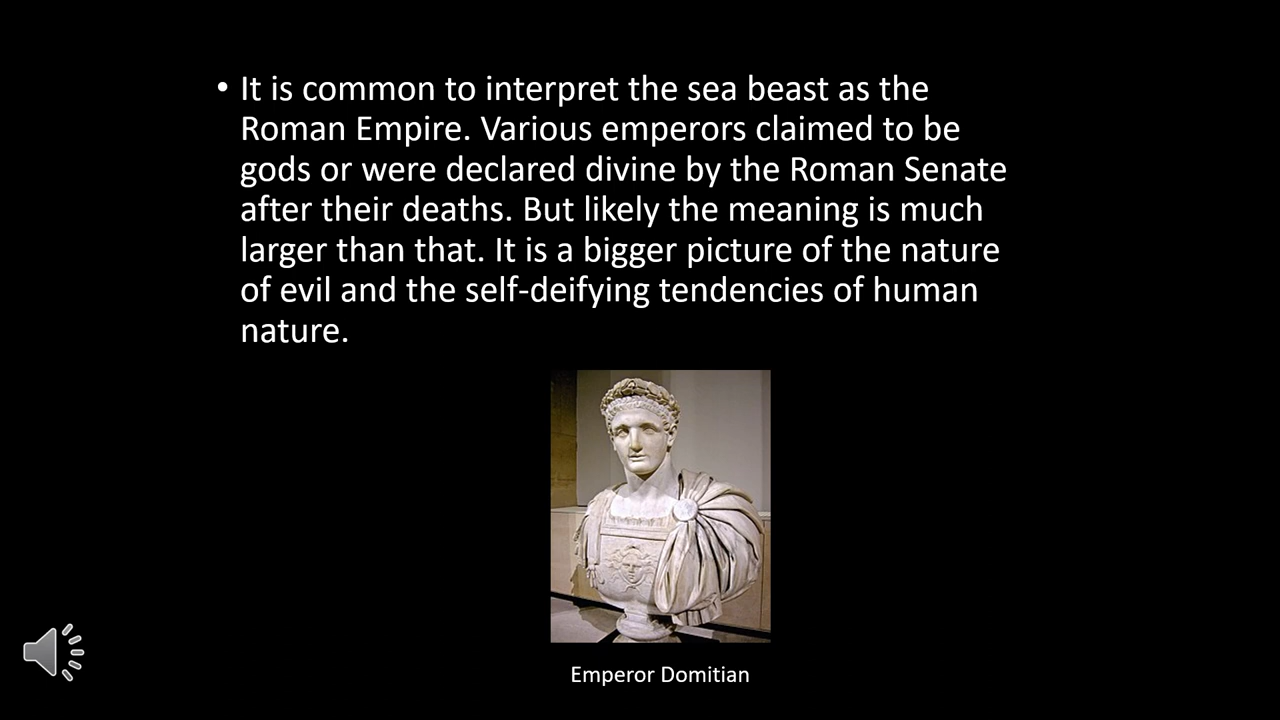 • It is common to interpret the sea beast as the
Roman Empire. Various emperors claimed to be
gods or were declared divine by the Roman Senate
after their deaths. But likely the meaning is much
larger than that. It is a bigger picture of the nature
of evil and the self-deifying tendencies of human
nature.
Emperor Domitian